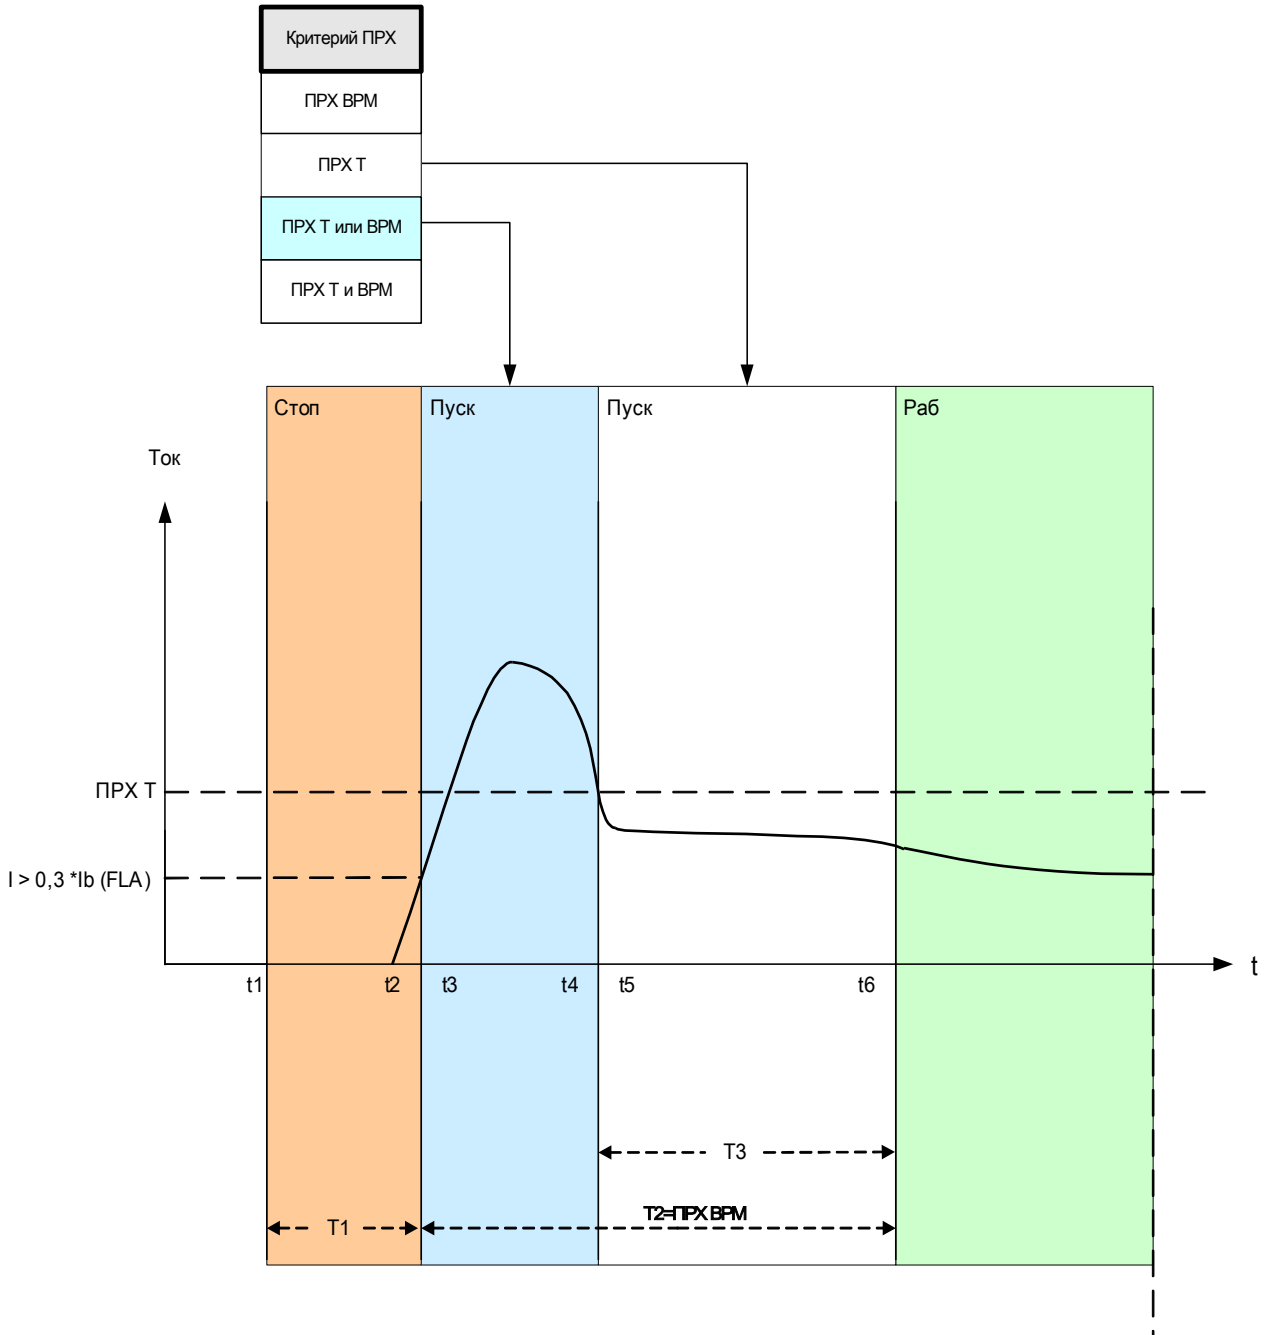 Критерий ПРХ
ПРХ ВРМ
ПРХ Т
ПРХ Т или ВРМ
ПРХ Т и ВРМ
Стоп
Пуск
Пуск
Раб
Ток
ПРХ Т
I > 0,3 *Ib (FLA)
t1
t2
t3
t4
t5
t6
t
T3
T2=ПРХ ВРМ
T1